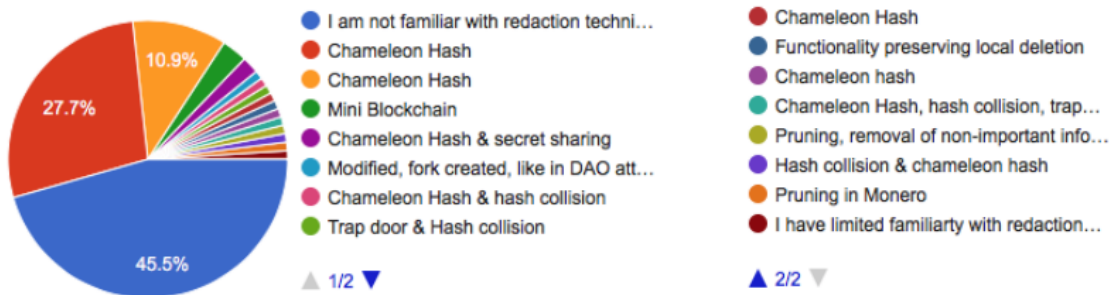 10.9%
27.7%
45.5%
I am not familiar with redaction techni...
Chameleon Hash
Chameleon Hash
Mini Blockchain
Chameleon Hash & secret sharing
Modified, fork created, like in DAO att...
Chameleon Hash & hash collision
Trap door & Hash collision
1/2
Chameleon Hash
Functionality preserving local deletion
Chameleon hash
Chameleon Hash, hash collision, trap...
Pruning, removal of non-important info...
Hash collision & chameleon hash
Pruning in Monero
I have limited familiarty with redaction...
2/2